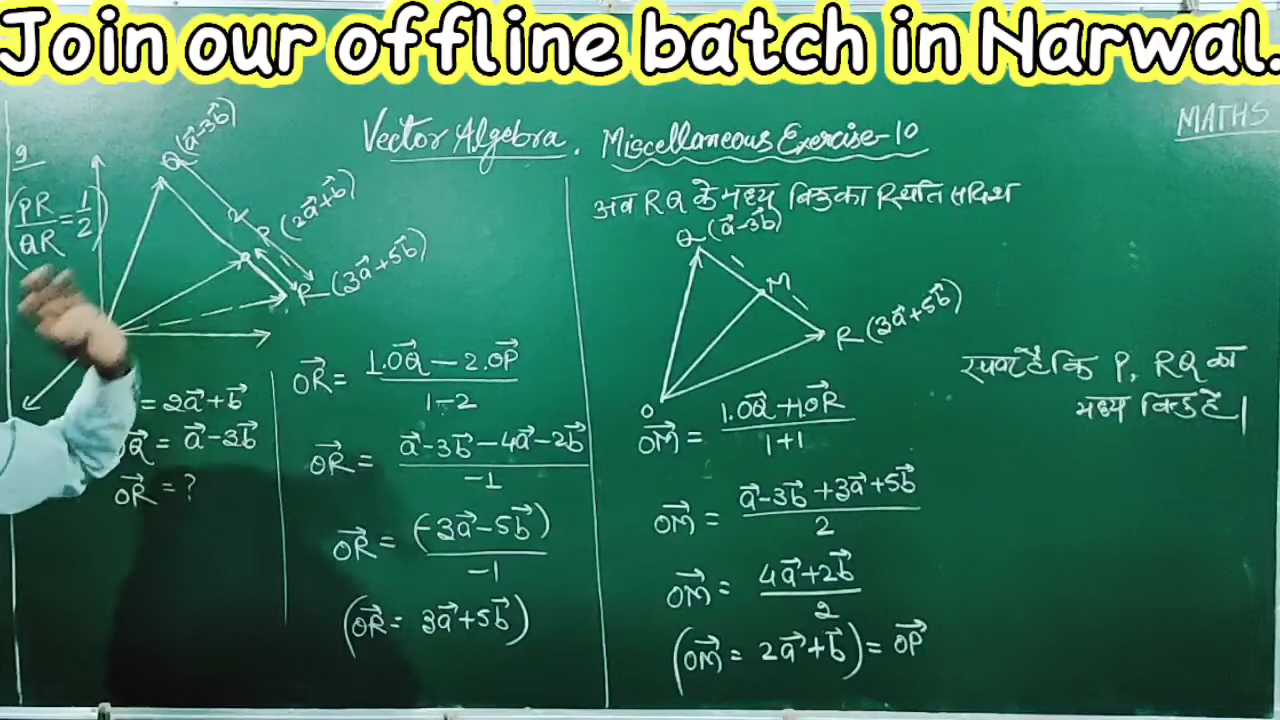 Join our offline batch in Narwal.
MATHS
Vector Algebra. Miscellaneous Exercise-10
9
(PR/QR = 1/2)
Q (a⃗-3b⃗)
2
P (2a⃗+b⃗)
R (3a⃗+5b⃗)
= 2a⃗+b⃗
OQ⃗ = a⃗-3b⃗
OR⃗ = ?
OR⃗ = (1.OQ⃗ - 2.OP⃗)/(1-2)
OR⃗ = (a⃗-3b⃗-4a⃗-2b⃗)/-1
OR⃗ = (-3a⃗-5b⃗)/-1
(OR⃗ = 3a⃗+5b⃗)
अब RQ के मध्य बिन्दु का स्थिति सदिश
Q (a⃗-3b⃗)
M
R (3a⃗+5b⃗)
O
OM⃗ = (1.OQ⃗+1.OR⃗)/(1+1)
OM⃗ = (a⃗-3b⃗+3a⃗+5b⃗)/2
OM⃗ = (4a⃗+2b⃗)/2
(OM⃗ = 2a⃗+b⃗) = OP⃗
स्पष्ट है कि P, RQ का
मध्य बिन्दु है।